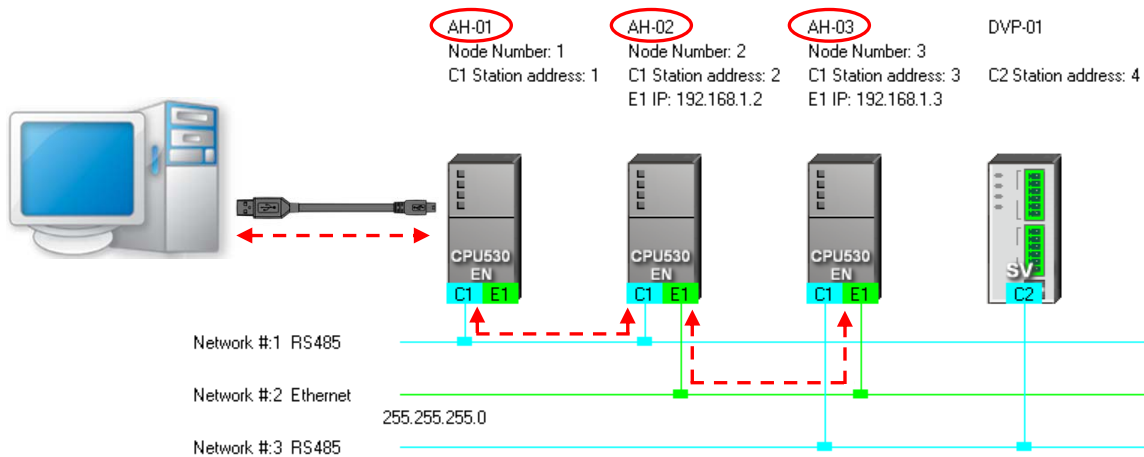 AH-01
Node Number: 1
C1 Station address: 1
AH-02
Node Number: 2
C1 Station address: 2
E1 IP: 192.168.1.2
AH-03
Node Number: 3
C1 Station address: 3
E1 IP: 192.168.1.3
DVP-01
C2 Station address: 4
CPU530
EN
C1 E1
CPU530
EN
C1 E1
CPU530
EN
C1 E1
SV
C2
Network #:1 RS485
Network #:2 Ethernet
255.255.255.0
Network #:3 RS485